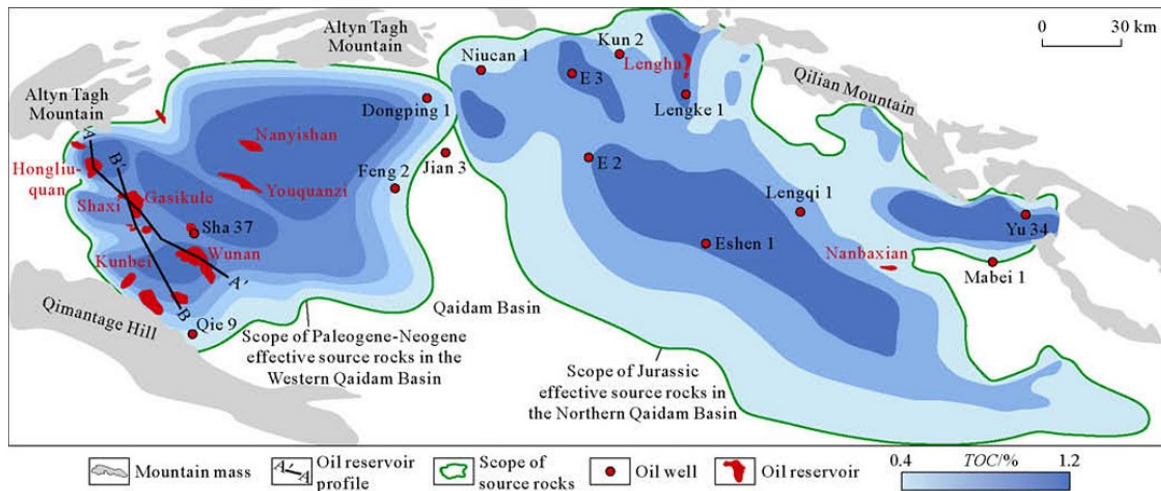 Altyn Tagh
Mountain
Kun 2
0 30 km
Niucan 1
Lenghu
E 3
Qilian Mountain
Altyn Tagh
Mountain
Dongping 1
Lengke 1
A
Nanyishan
B′
Hongliu-
quan
Jian 3
E 2
Feng 2
Youquanzi
Shaxi
Gasikule
Lengqi 1
Sha 37
Yu 34
Eshen 1
Wunan
Nanbaxian
Kunbei
Mabei 1
A′
B
Qimantage Hill
Qie 9
Qaidam Basin
Scope of Paleogene-Neogene
effective source rocks in the
Western Qaidam Basin
Scope of Jurassic
effective source rocks in
the Northern Qaidam Basin
Mountain mass
A′ A
Oil reservoir
profile
Scope of
source rocks
Oil well
Oil reservoir
0.4 TOC/% 1.2